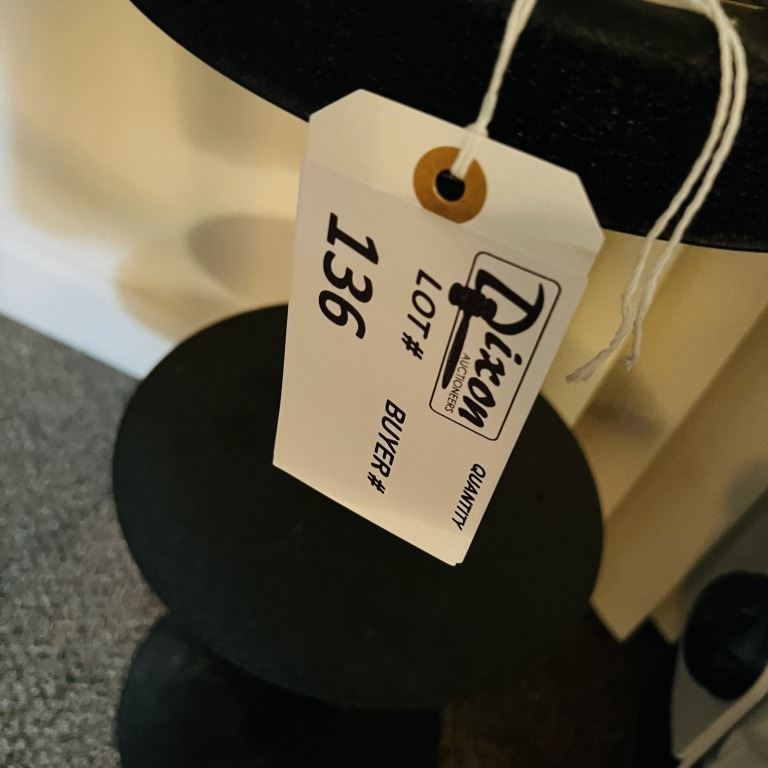 Dixon
AUCTIONEERS
QUANTITY
LOT #
BUYER #
136